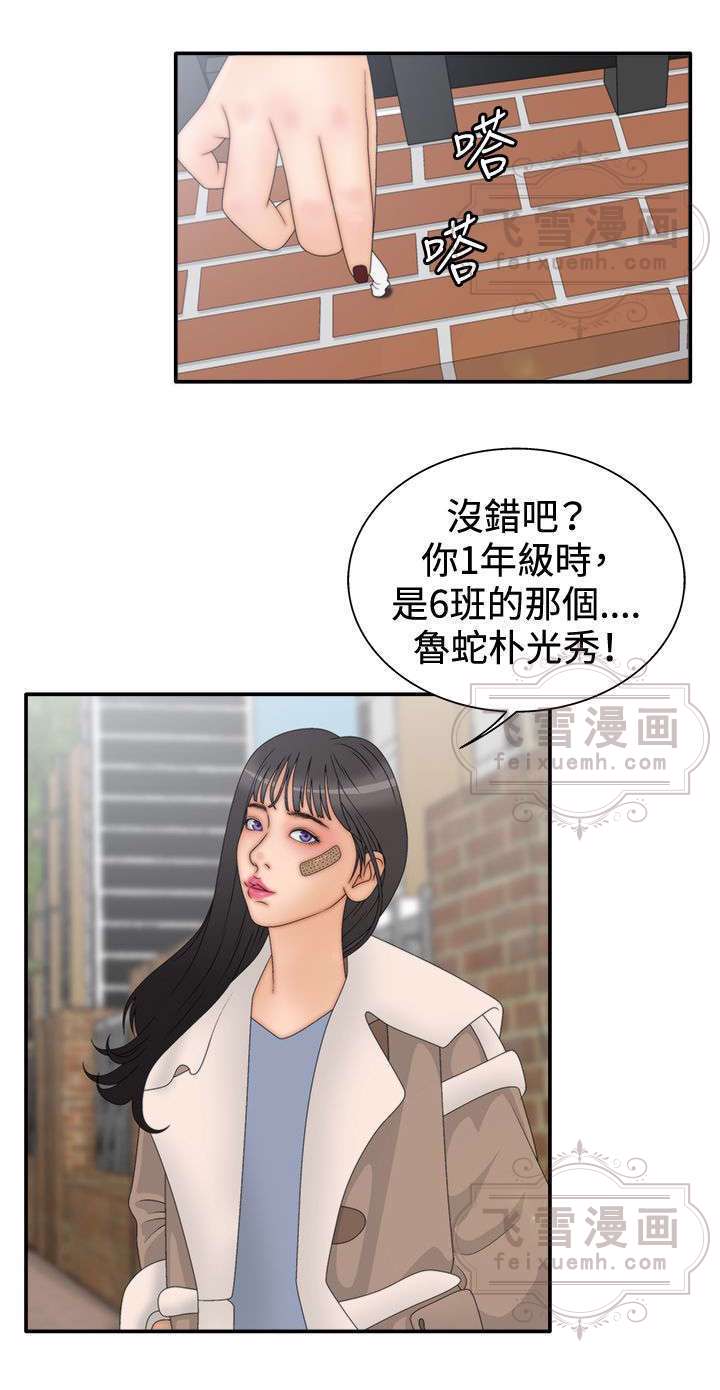 嗒
嗒
飞雪漫画
feixuemh.com
沒錯吧？
你1年級時，
是6班的那個....
魯蛇朴光秀！
飞雪漫画
feixuemh.com
飞雪漫画
feixuemh.com